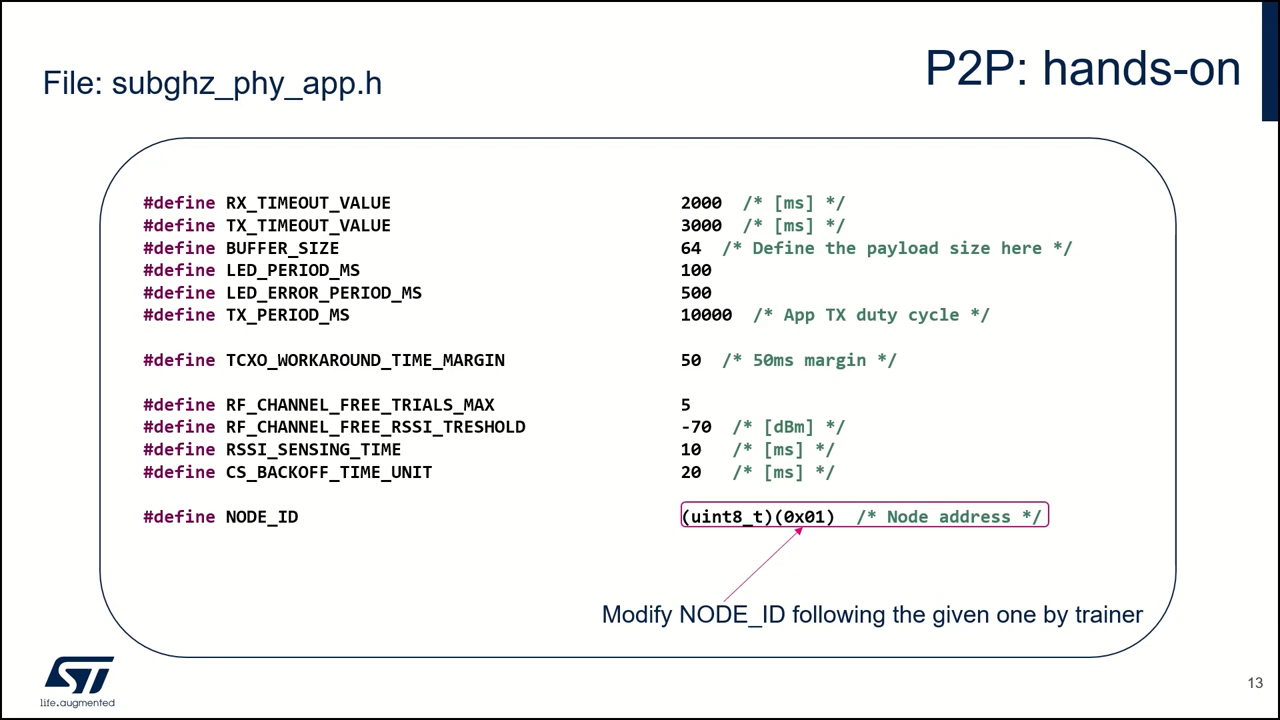 P2P: hands-on
File: subghz_phy_app.h
#define RX_TIMEOUT_VALUE 2000 /* [ms] */
#define TX_TIMEOUT_VALUE 3000 /* [ms] */
#define BUFFER_SIZE 64 /* Define the payload size here */
#define LED_PERIOD_MS 100
#define LED_ERROR_PERIOD_MS 500
#define TX_PERIOD_MS 10000 /* App TX duty cycle */
#define TCXO_WORKAROUND_TIME_MARGIN 50 /* 50ms margin */
#define RF_CHANNEL_FREE_TRIALS_MAX 5
#define RF_CHANNEL_FREE_RSSI_TRESHOLD -70 /* [dBm] */
#define RSSI_SENSING_TIME 10 /* [ms] */
#define CS_BACKOFF_TIME_UNIT 20 /* [ms] */
#define NODE_ID (uint8_t)(0x01) /* Node address */
Modify NODE_ID following the given one by trainer
ST
life.augmented
13